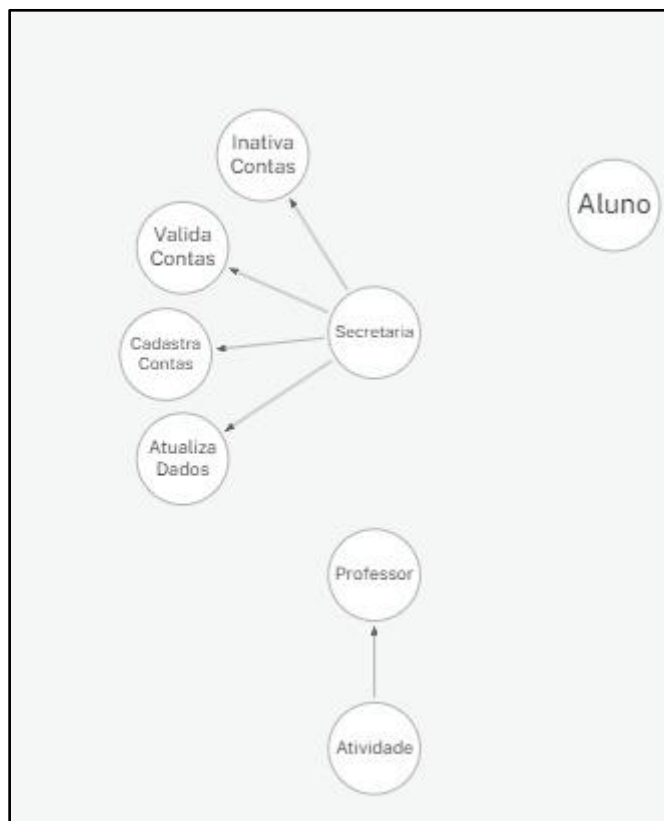 Inativa
Contas
Aluno
Valida
Contas
Secretaria
Cadastra
Contas
Atualiza
Dados
Professor
Atividade